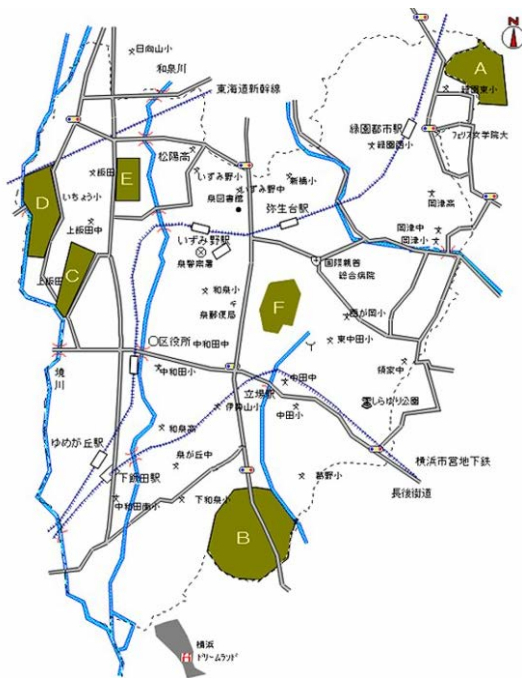 N
日向山小
和泉川
A
東海道新幹線
緑園東小
緑園都市駅
フェリス女学院大
緑園西小
松陽高
E
飯田
いずみ野小
新橋小
D
いちょう小
いずみ野中
泉図書館
岡津高
上飯田中
弥生台駅
岡津中
岡津小
いずみ野駅
泉警察署
国際親善
総合病院
C
上飯田
和泉小
F
泉郵便局
緑が岡小
区役所
中和田中
東中田小
境川
中和田小
領家中
立場駅
中田中
伊勢山小
中田小
しらゆり公園
和泉高
ゆめが丘駅
泉が丘中
横浜市営地下鉄
下飯田駅
葛野小
長後街道
中和田南小
下和泉小
B
横浜
ドリームランド